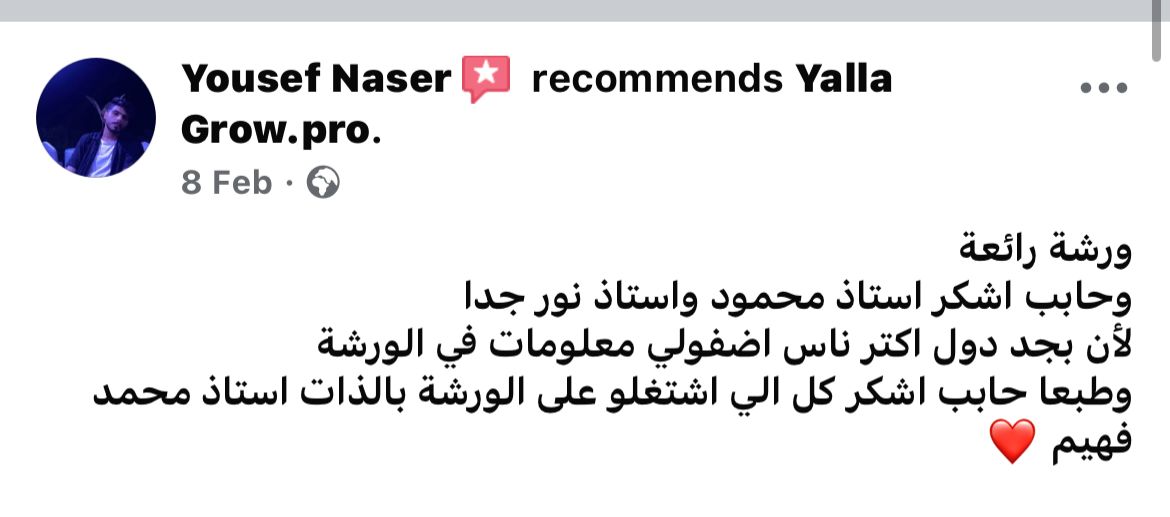 Yousef Naser recommends Yalla
Grow.pro.
8 Feb ·
ورشة رائعة
وحابب اشكر استاذ محمود واستاذ نور جدا
لأن بجد دول اكتر ناس اضفولي معلومات في الورشة
وطبعا حابب اشكر كل الي اشتغلو على الورشة بالذات استاذ محمد
فهيم ❤️